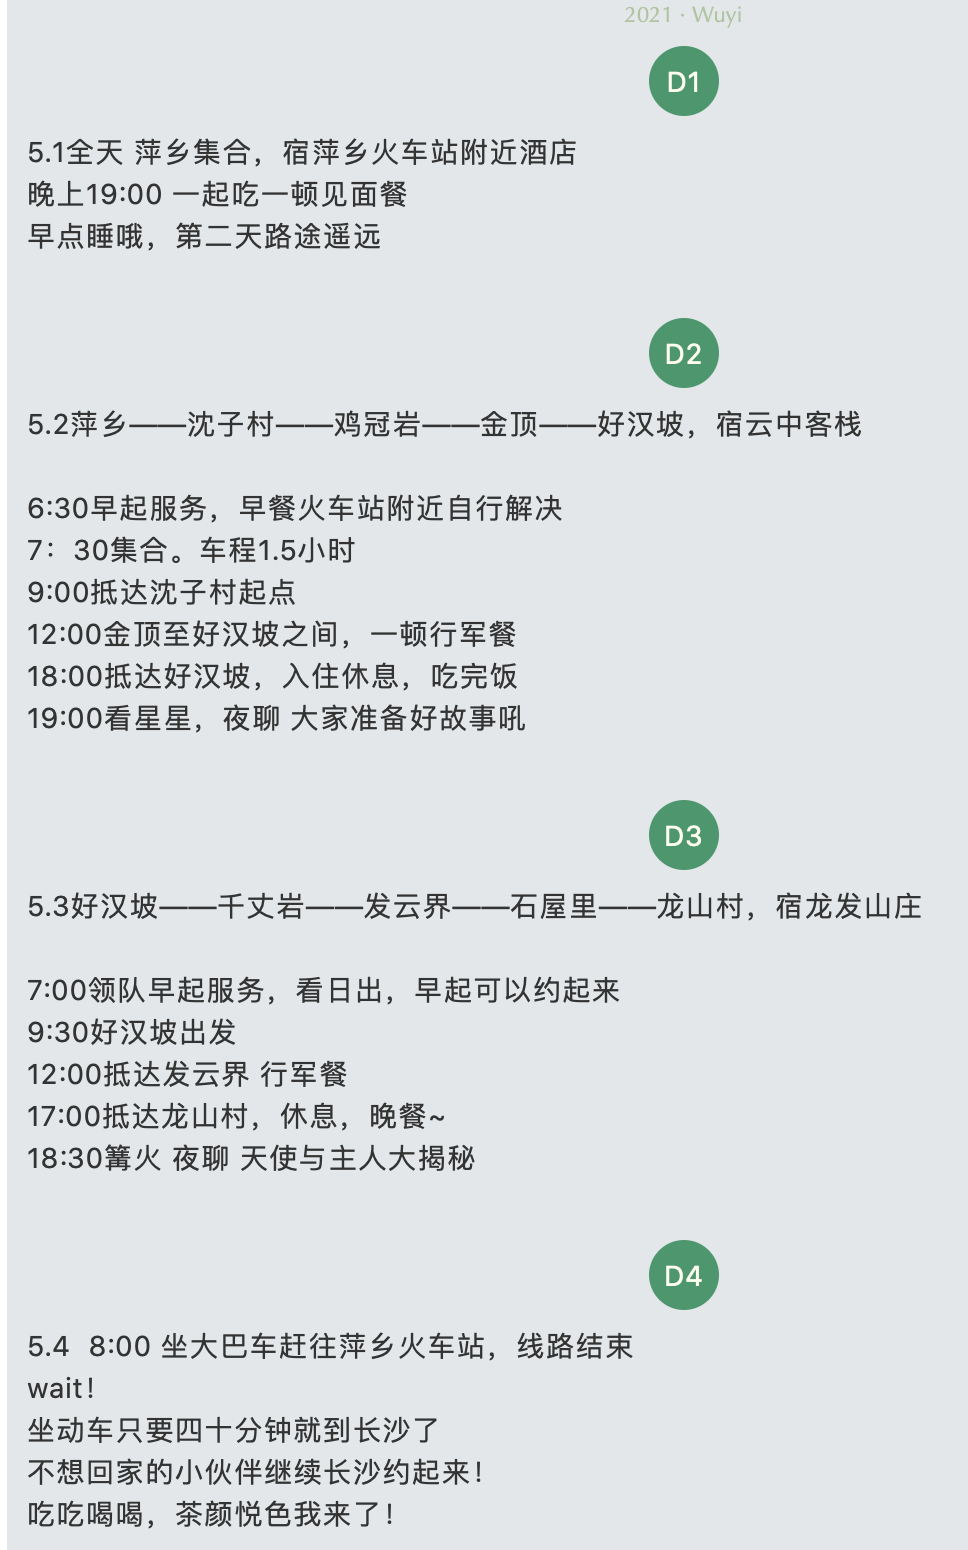 2021 · Wuyi
D1
5.1全天 萍乡集合，宿萍乡火车站附近酒店
晚上19:00 一起吃一顿见面餐
早点睡哦，第二天路途遥远
D2
5.2萍乡——沈子村——鸡冠岩——金顶——好汉坡，宿云中客栈
6:30早起服务，早餐火车站附近自行解决
7：30集合。车程1.5小时
9:00抵达沈子村起点
12:00金顶至好汉坡之间，一顿行军餐
18:00抵达好汉坡，入住休息，吃完饭
19:00看星星，夜聊 大家准备好故事吼
D3
5.3好汉坡——千丈岩——发云界——石屋里——龙山村，宿龙发山庄
7:00领队早起服务，看日出，早起可以约起来
9:30好汉坡出发
12:00抵达发云界 行军餐
17:00抵达龙山村，休息，晚餐~
18:30篝火 夜聊 天使与主人大揭秘
D4
5.4  8:00 坐大巴车赶往萍乡火车站，线路结束
wait！
坐动车只要四十分钟就到长沙了
不想回家的小伙伴继续长沙约起来！
吃吃喝喝，茶颜悦色我来了！